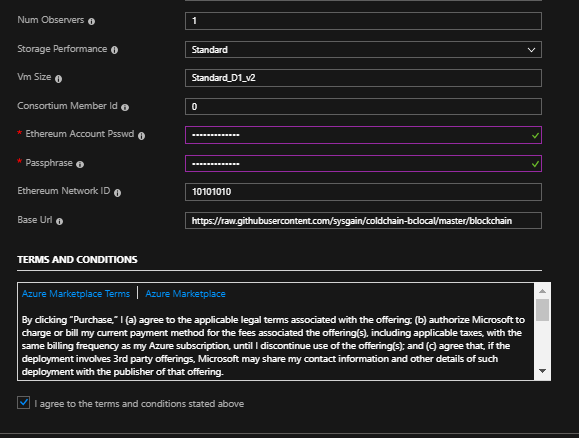 Num Observers
1
Storage Performance
Standard
Vm Size
Standard_D1_v2
Consortium Member Id
0
* Ethereum Account Psswd
•••••••••••••
* Passphrase
•••••••••••••
Ethereum Network ID
10101010
Base Url
https://raw.githubusercontent.com/sysgain/coldchain-bclocal/master/blockchain
TERMS AND CONDITIONS
Azure Marketplace Terms | Azure Marketplace
By clicking "Purchase," I (a) agree to the applicable legal terms associated with the offering; (b) authorize Microsoft to
charge or bill my current payment method for the fees associated the offering(s), including applicable taxes, with the
same billing frequency as my Azure subscription, until I discontinue use of the offering(s); and (c) agree that, if the
deployment involves 3rd party offerings, Microsoft may share my contact information and other details of such
deployment with the publisher of that offering.
I agree to the terms and conditions stated above